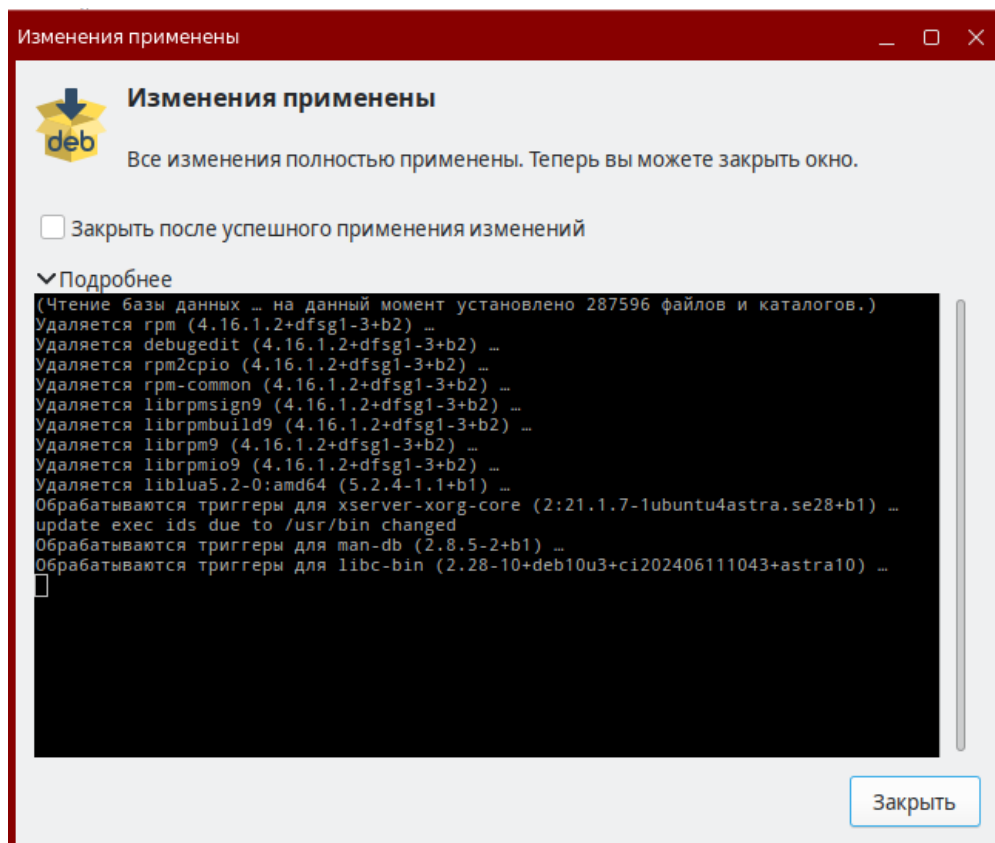 Изменения применены
deb
Изменения применены
Все изменения полностью применены. Теперь вы можете закрыть окно.
Закрыть после успешного применения изменений
Подробнее
(Чтение базы данных … на данный момент установлено 287596 файлов и каталогов.)
Удаляется rpm (4.16.1.2+dfsg1-3+b2) …
Удаляется debugedit (4.16.1.2+dfsg1-3+b2) …
Удаляется rpm2cpio (4.16.1.2+dfsg1-3+b2) …
Удаляется rpm-common (4.16.1.2+dfsg1-3+b2) …
Удаляется librpmsign9 (4.16.1.2+dfsg1-3+b2) …
Удаляется librpmbuild9 (4.16.1.2+dfsg1-3+b2) …
Удаляется librpm9 (4.16.1.2+dfsg1-3+b2) …
Удаляется librpmio9 (4.16.1.2+dfsg1-3+b2) …
Удаляется liblua5.2-0:amd64 (5.2.4-1.1+b1) …
Обрабатываются триггеры для xserver-xorg-core (2:21.1.7-1ubuntu4astra.se28+b1) …
update exec ids due to /usr/bin changed
Обрабатываются триггеры для man-db (2.8.5-2+b1) …
Обрабатываются триггеры для libc-bin (2.28-10+deb10u3+ci202406111043+astra10) …
Закрыть